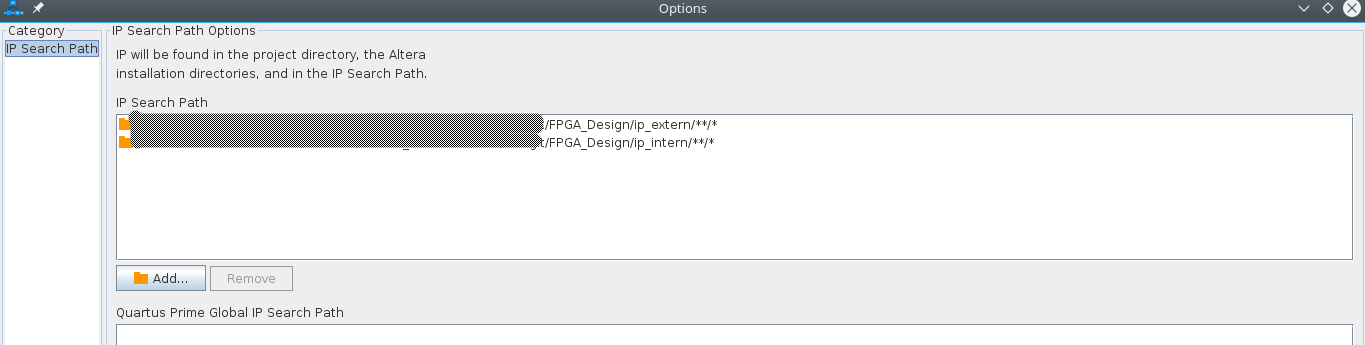 Options
Category
IP Search Path
IP Search Path Options
IP will be found in the project directory, the Altera
installation directories, and in the IP Search Path.
IP Search Path
/FPGA_Design/ip_extern/**/*
/FPGA_Design/ip_intern/**/*
Add...
Remove
Quartus Prime Global IP Search Path